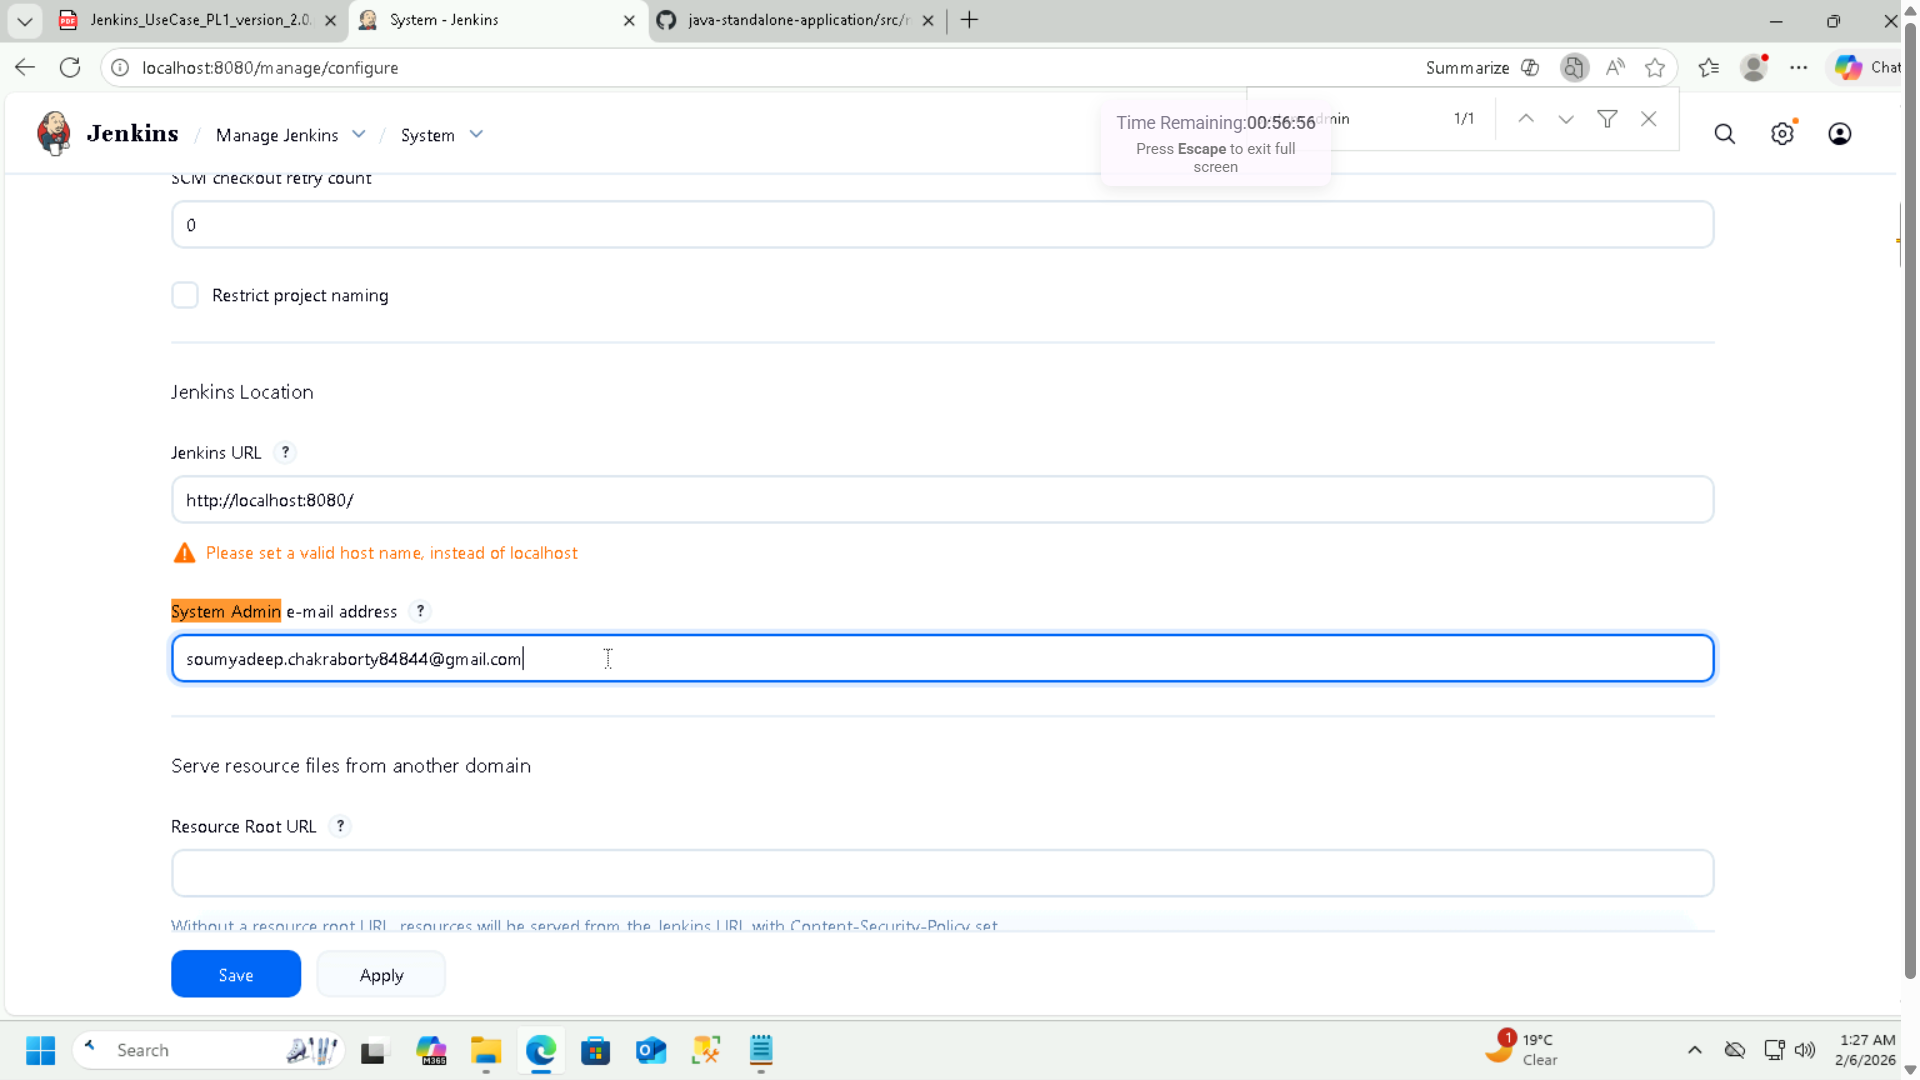 Jenkins_UseCase_PL1_version_2.0.
System - Jenkins
java-standalone-application/src/r
localhost:8080/manage/configure
Summarize
Chat
Jenkins / Manage Jenkins / System
Time Remaining:00:56:56
Press Escape to exit full
screen
dmin
1/1
SCM checkout retry count
0
Restrict project naming
Jenkins Location
Jenkins URL ?
http://localhost:8080/
Please set a valid host name, instead of localhost
System Admin e-mail address ?
soumyadeep.chakraborty84844@gmail.com
Serve resource files from another domain
Resource Root URL ?
Without a resource root URL, resources will be served from the Jenkins URL with Content-Security-Policy set.
Save
Apply
Search
M365
1
19°C
Clear
1:27 AM
2/6/2026